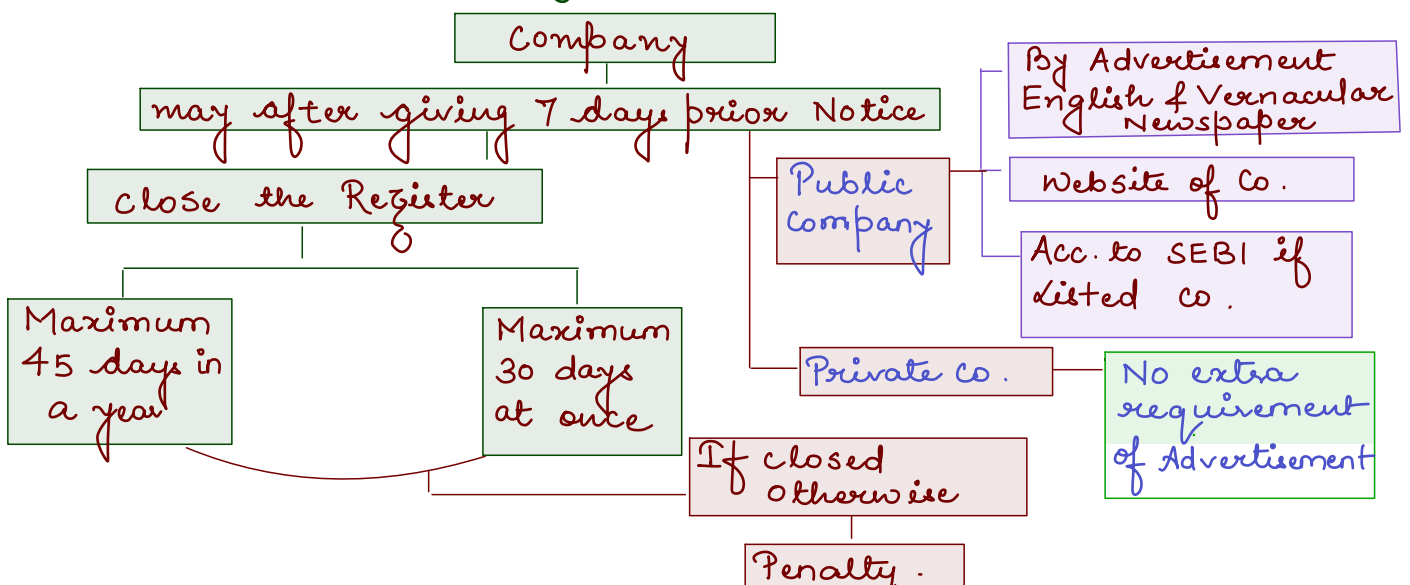 Company
may after giving 7 days prior Notice
close the Register
Maximum
45 days in
a year
Maximum
30 days
at once
If closed
otherwise
Penalty.
Public
company
By Advertisement
English & Vernacular
Newspaper
Website of Co.
Acc. to SEBI if
Listed co.
Private co.
No extra
requirement
of Advertisement